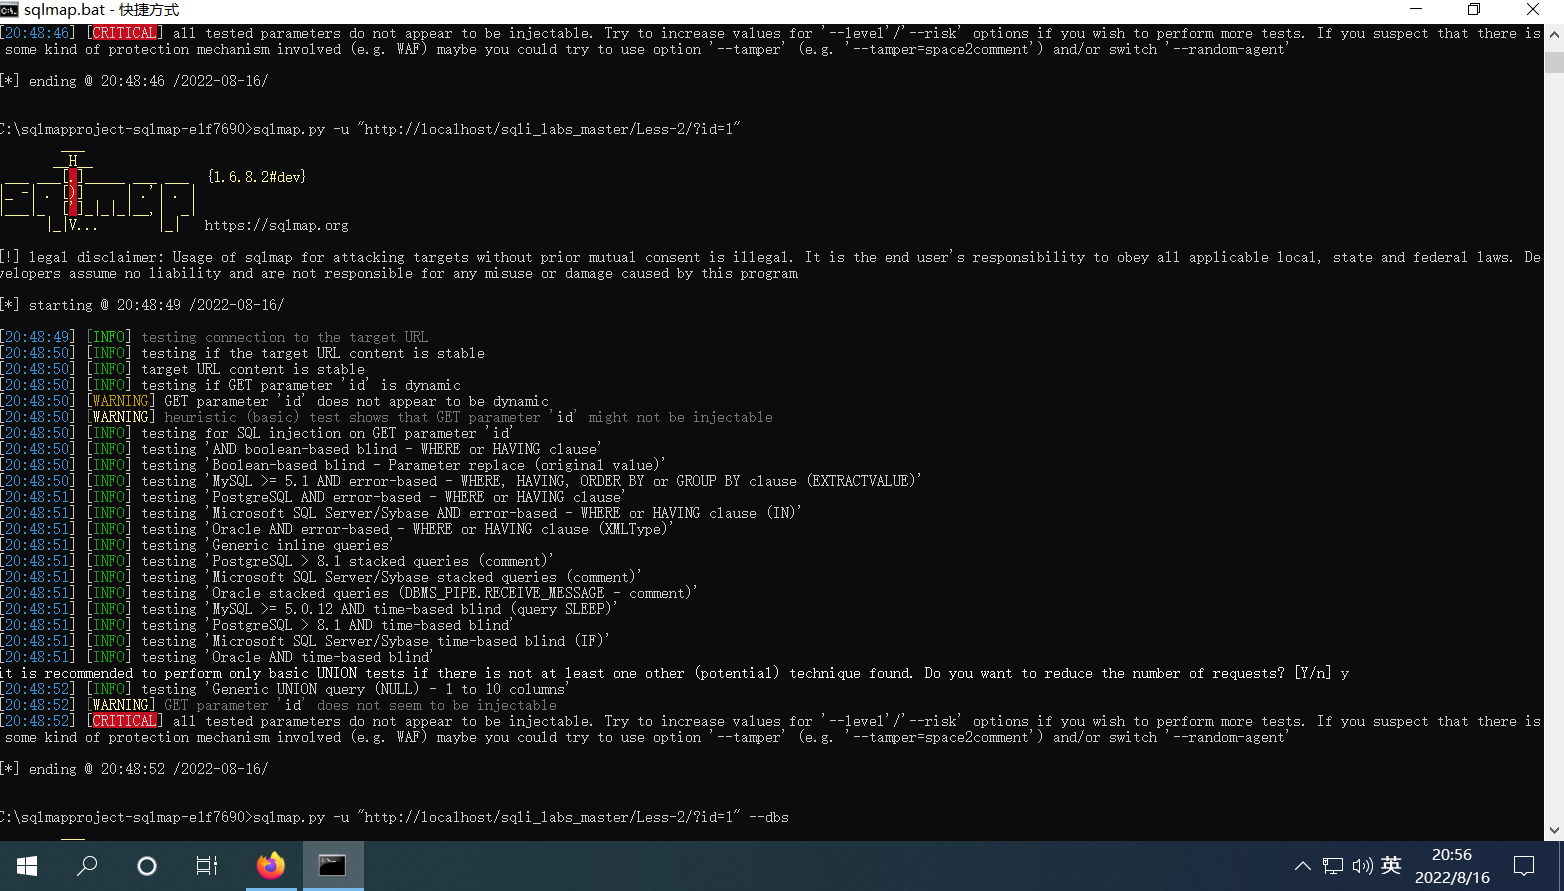 sqlmap.bat - 快捷方式
[20:48:46] [CRITICAL] all tested parameters do not appear to be injectable. Try to increase values for '--level'/'--risk' options if you wish to perform more tests. If you suspect that there is
some kind of protection mechanism involved (e.g. WAF) maybe you could try to use option '--tamper' (e.g. '--tamper=space2comment') and/or switch '--random-agent'
[*] ending @ 20:48:46 /2022-08-16/
C:\sqlmapproject-sqlmap-e1f7690>sqlmap.py -u "http://localhost/sqli_labs_master/Less-2/?id=1"
        ___
       __H__
 ___ ___[.]_____ ___ ___  {1.6.8.2#dev}
|_ -| . [)]     | .'| . |
|___|_  [']_|_|_|__,|  _|
      |_|V...       |_|   https://sqlmap.org
[!] legal disclaimer: Usage of sqlmap for attacking targets without prior mutual consent is illegal. It is the end user's responsibility to obey all applicable local, state and federal laws. De
velopers assume no liability and are not responsible for any misuse or damage caused by this program
[*] starting @ 20:48:49 /2022-08-16/
[20:48:49] [INFO] testing connection to the target URL
[20:48:50] [INFO] testing if the target URL content is stable
[20:48:50] [INFO] target URL content is stable
[20:48:50] [INFO] testing if GET parameter 'id' is dynamic
[20:48:50] [WARNING] GET parameter 'id' does not appear to be dynamic
[20:48:50] [WARNING] heuristic (basic) test shows that GET parameter 'id' might not be injectable
[20:48:50] [INFO] testing for SQL injection on GET parameter 'id'
[20:48:50] [INFO] testing 'AND boolean-based blind - WHERE or HAVING clause'
[20:48:50] [INFO] testing 'Boolean-based blind - Parameter replace (original value)'
[20:48:50] [INFO] testing 'MySQL >= 5.1 AND error-based - WHERE, HAVING, ORDER BY or GROUP BY clause (EXTRACTVALUE)'
[20:48:51] [INFO] testing 'PostgreSQL AND error-based - WHERE or HAVING clause'
[20:48:51] [INFO] testing 'Microsoft SQL Server/Sybase AND error-based - WHERE or HAVING clause (IN)'
[20:48:51] [INFO] testing 'Oracle AND error-based - WHERE or HAVING clause (XMLType)'
[20:48:51] [INFO] testing 'Generic inline queries'
[20:48:51] [INFO] testing 'PostgreSQL > 8.1 stacked queries (comment)'
[20:48:51] [INFO] testing 'Microsoft SQL Server/Sybase stacked queries (comment)'
[20:48:51] [INFO] testing 'Oracle stacked queries (DBMS_PIPE.RECEIVE_MESSAGE - comment)'
[20:48:51] [INFO] testing 'MySQL >= 5.0.12 AND time-based blind (query SLEEP)'
[20:48:51] [INFO] testing 'PostgreSQL > 8.1 AND time-based blind'
[20:48:51] [INFO] testing 'Microsoft SQL Server/Sybase time-based blind (IF)'
[20:48:51] [INFO] testing 'Oracle AND time-based blind'
it is recommended to perform only basic UNION tests if there is not at least one other (potential) technique found. Do you want to reduce the number of requests? [Y/n] y
[20:48:52] [INFO] testing 'Generic UNION query (NULL) - 1 to 10 columns'
[20:48:52] [WARNING] GET parameter 'id' does not seem to be injectable
[20:48:52] [CRITICAL] all tested parameters do not appear to be injectable. Try to increase values for '--level'/'--risk' options if you wish to perform more tests. If you suspect that there is
some kind of protection mechanism involved (e.g. WAF) maybe you could try to use option '--tamper' (e.g. '--tamper=space2comment') and/or switch '--random-agent'
[*] ending @ 20:48:52 /2022-08-16/
C:\sqlmapproject-sqlmap-e1f7690>sqlmap.py -u "http://localhost/sqli_labs_master/Less-2/?id=1" --dbs
英
20:56
2022/8/16